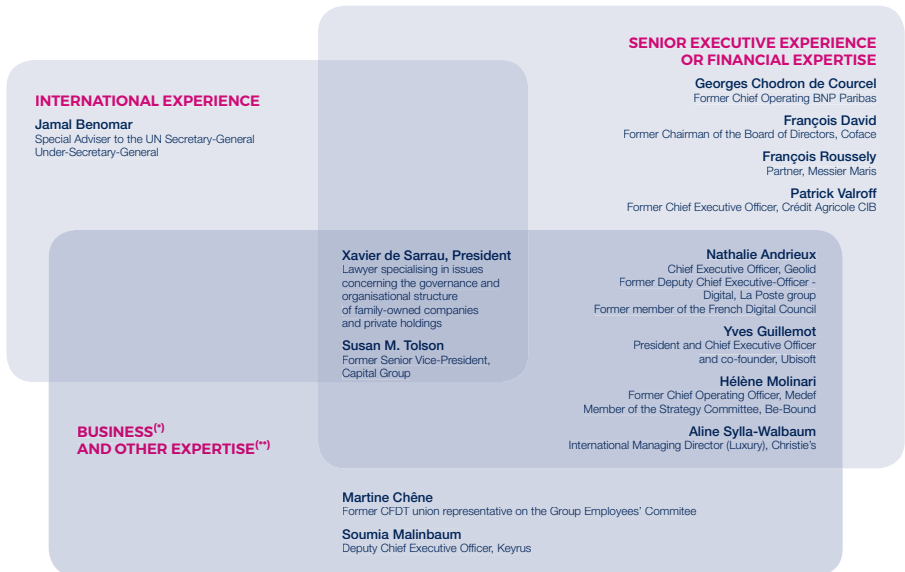 SENIOR EXECUTIVE EXPERIENCE
OR FINANCIAL EXPERTISE
Georges Chodron de Courcel
Former Chief Operating BNP Paribas
François David
Former Chairman of the Board of Directors, Coface
François Roussely
Partner, Messier Maris
Patrick Valroff
Former Chief Executive Officer, Crédit Agricole CIB
INTERNATIONAL EXPERIENCE
Jamal Benomar
Special Adviser to the UN Secretary-General
Under-Secretary-General
Xavier de Sarrau, President
Lawyer specialising in issues
concerning the governance and
organisational structure
of family-owned companies
and private holdings
Susan M. Tolson
Former Senior Vice-President,
Capital Group
Nathalie Andrieux
Chief Executive Officer, Geolid
Former Deputy Chief Executive-Officer -
Digital, La Poste group
Former member of the French Digital Council
Yves Guillemot
President and Chief Executive Officer
and co-founder, Ubisoft
Hélène Molinari
Former Chief Operating Officer, Medef
Member of the Strategy Committee, Be-Bound
Aline Sylla-Walbaum
International Managing Director (Luxury), Christie's
BUSINESS(*)
AND OTHER EXPERTISE(**)
Martine Chêne
Former CFDT union representative on the Group Employees' Commitee
Soumia Malinbaum
Deputy Chief Executive Officer, Keyrus